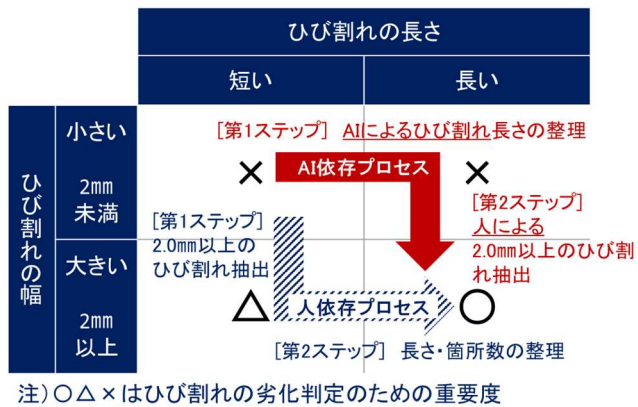 ひび割れの長さ
短い
長い
ひび割れの幅
小さい
2mm
未満
大きい
2mm
以上
[第1ステップ] AIによるひび割れ長さの整理
×
AI依存プロセス
×
[第1ステップ]
2.0mm以上の
ひび割れ抽出
[第2ステップ]
人による
2.0mm以上のひび割
れ抽出
△
人依存プロセス
○
[第2ステップ] 長さ・箇所数の整理
注)○△×はひび割れの劣化判定のための重要度